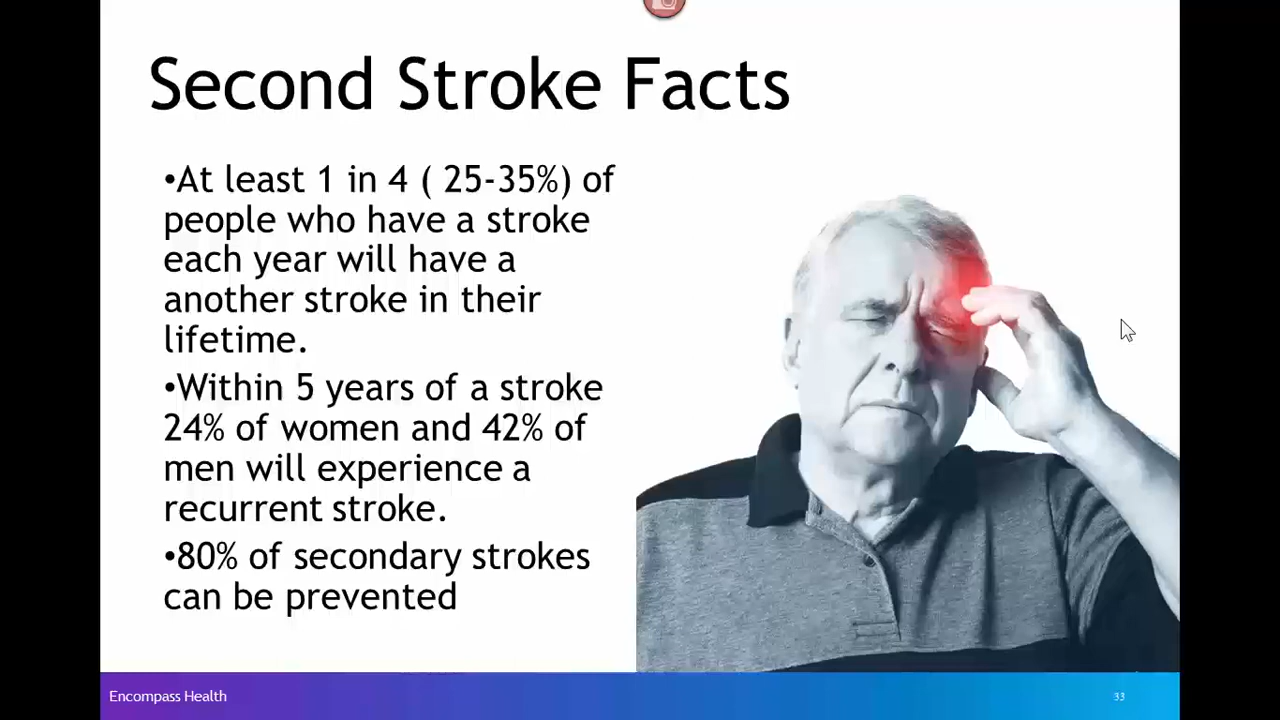 Second Stroke Facts
•At least 1 in 4 ( 25-35%) of
people who have a stroke
each year will have a
another stroke in their
lifetime.
•Within 5 years of a stroke
24% of women and 42% of
men will experience a
recurrent stroke.
•80% of secondary strokes
can be prevented
Encompass Health
33